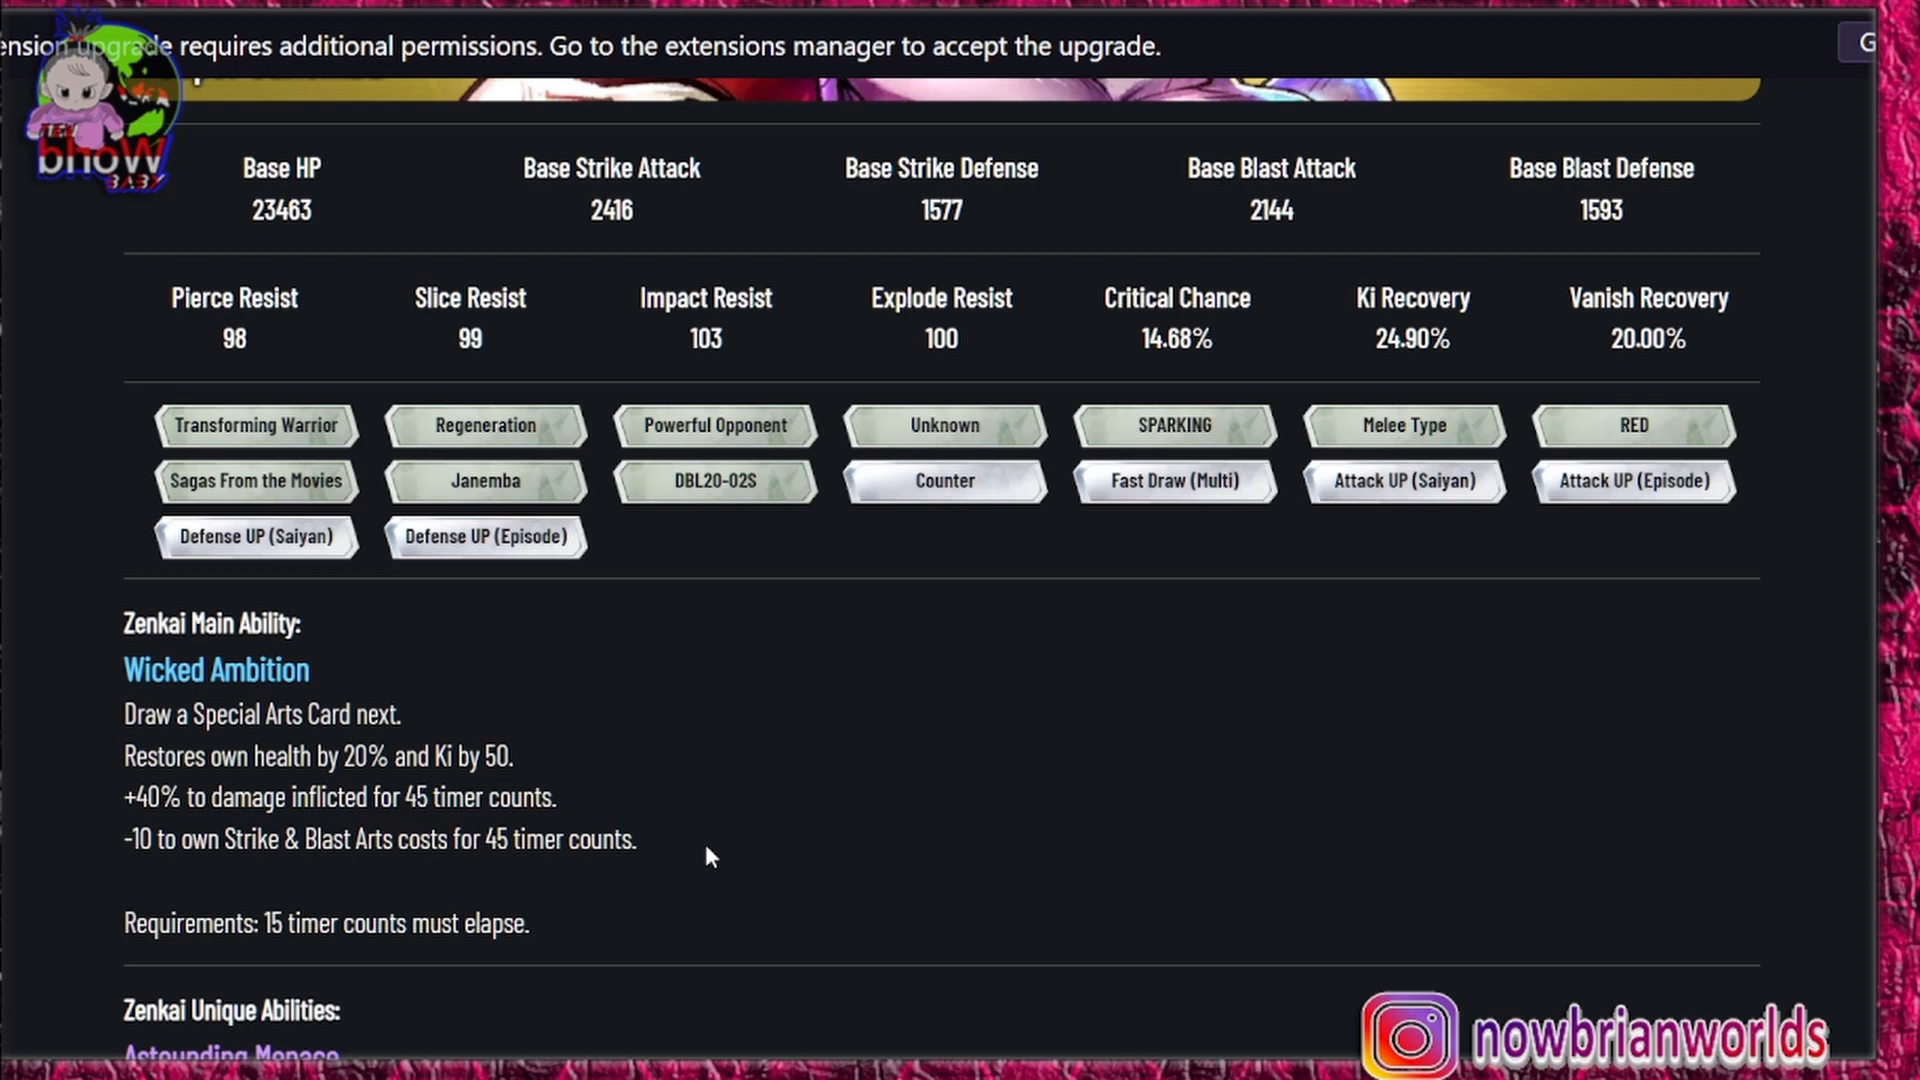 ension upgrade requires additional permissions. Go to the extensions manager to accept the upgrade.
G
bhoW
BABY
Base HP
23463
Base Strike Attack
2416
Base Strike Defense
1577
Base Blast Attack
2144
Base Blast Defense
1593
Pierce Resist
98
Slice Resist
99
Impact Resist
103
Explode Resist
100
Critical Chance
14.68%
Ki Recovery
24.90%
Vanish Recovery
20.00%
Transforming Warrior
Regeneration
Powerful Opponent
Unknown
SPARKING
Melee Type
RED
Sagas From the Movies
Janemba
DBL20-02S
Counter
Fast Draw (Multi)
Attack UP (Saiyan)
Attack UP (Episode)
Defense UP (Saiyan)
Defense UP (Episode)
Zenkai Main Ability:
Wicked Ambition
Draw a Special Arts Card next.
Restores own health by 20% and Ki by 50.
+40% to damage inflicted for 45 timer counts.
-10 to own Strike & Blast Arts costs for 45 timer counts.
Requirements: 15 timer counts must elapse.
Zenkai Unique Abilities:
Astounding Menace
nowbrianworlds